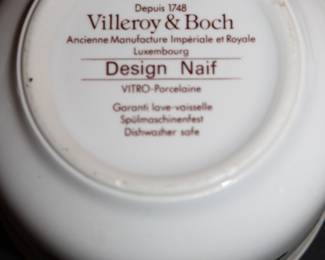 Depuis 1748
Villeroy & Boch
Ancienne Manufacture Impériale et Royale
Luxembourg
Design Naif
VITRO-Porcelaine
Garanti lave-vaisselle
Spülmaschinenfest
Dishwasher safe